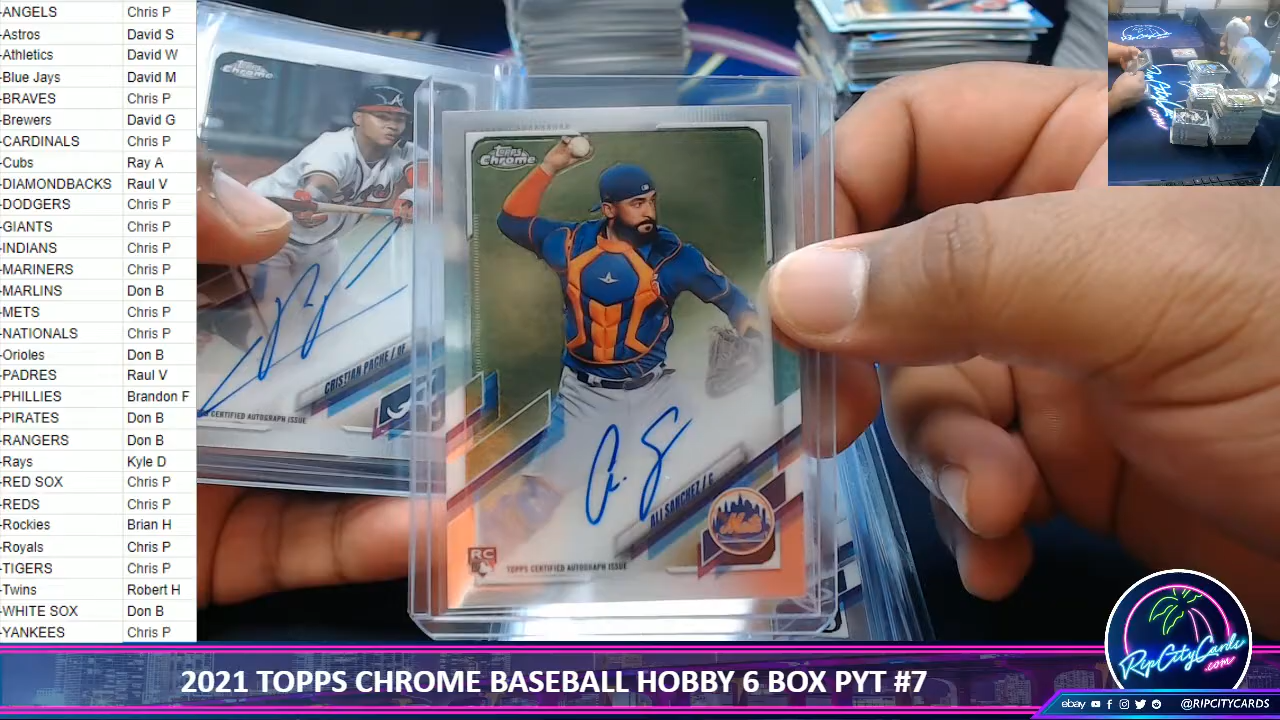 -ANGELS Chris P
-Astros David S
-Athletics David W
-Blue Jays David M
-BRAVES Chris P
-Brewers David G
-CARDINALS Chris P
-Cubs Ray A
-DIAMONDBACKS Raul V
-DODGERS Chris P
-GIANTS Chris P
-INDIANS Chris P
-MARINERS Chris P
-MARLINS Don B
-METS Chris P
-NATIONALS Chris P
-Orioles Don B
-PADRES Raul V
-PHILLIES Brandon F
-PIRATES Don B
-RANGERS Don B
-Rays Kyle D
-RED SOX Chris P
-REDS Chris P
-Rockies Brian H
-Royals Chris P
-TIGERS Chris P
-Twins Robert H
-WHITE SOX Don B
-YANKEES Chris P
Topps
Chrome
CRISTIAN PACHE / OF
CERTIFIED AUTOGRAPH ISSUE
Topps
Chrome
A. S
ALI SANCHEZ / C
Mets
RC
TOPPS CERTIFIED AUTOGRAPH ISSUE
2021 TOPPS CHROME BASEBALL HOBBY 6 BOX PYT #7
RipCityCards
.com
ebay @RIPCITYCARDS